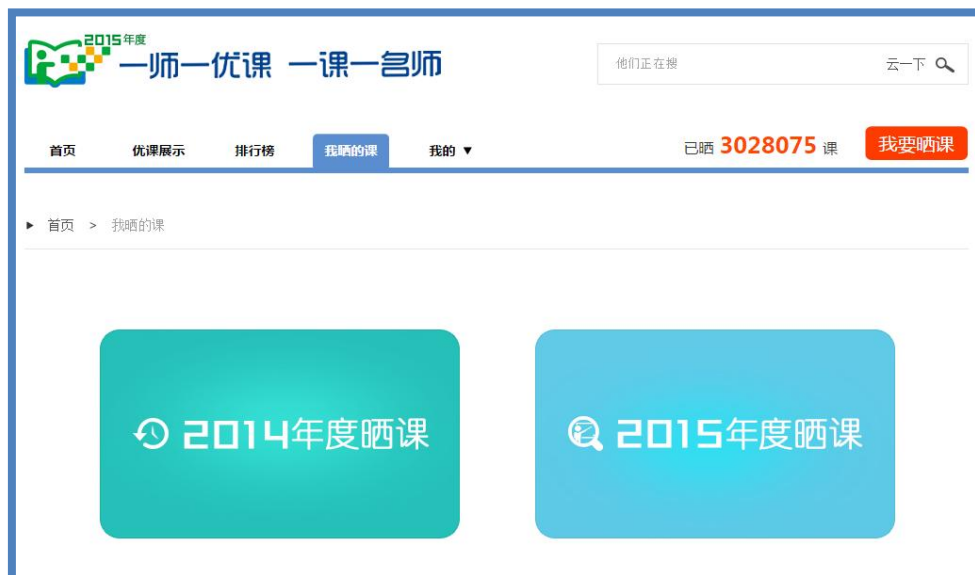 2015年度
一师一优课 一课一名师
他们正在搜 云一下
首页 优课展示 排行榜 我晒的课 我的 ▼ 已晒 3028075 课 我要晒课
首页 > 我晒的课
2014年度晒课 2015年度晒课